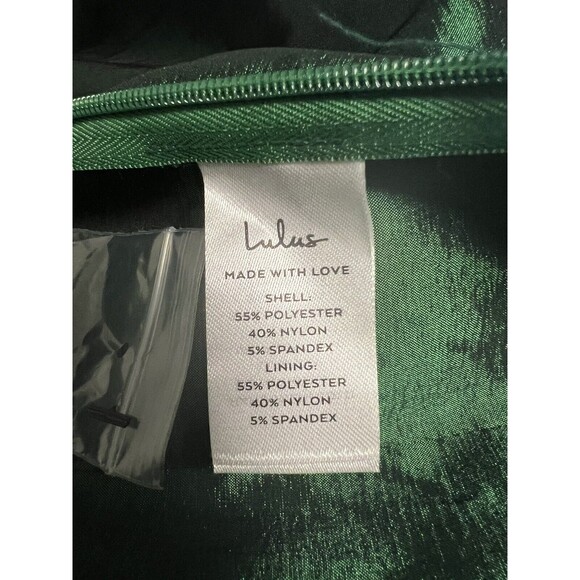 Lulus
MADE WITH LOVE
SHELL:
55% POLYESTER
40% NYLON
5% SPANDEX
LINING:
55% POLYESTER
40% NYLON
5% SPANDEX